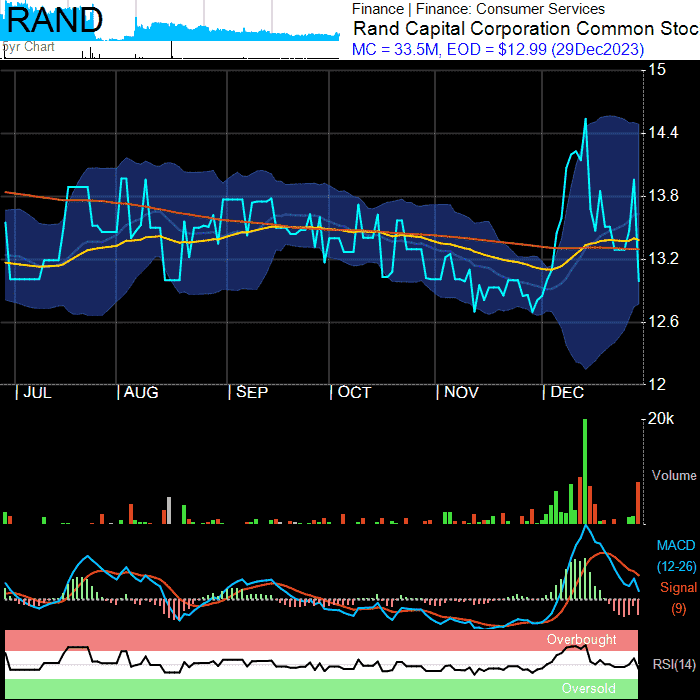 RAND
5yr Chart
Finance | Finance: Consumer Services
Rand Capital Corporation Common Stoc
MC = 33.5M, EOD = $12.99 (29Dec2023)
15
14.4
13.8
13.2
12.6
12
| JUL | AUG | SEP | OCT | NOV | DEC
20k
Volume
MACD
(12-26)
Signal
(9)
Overbought
RSI(14)
Oversold